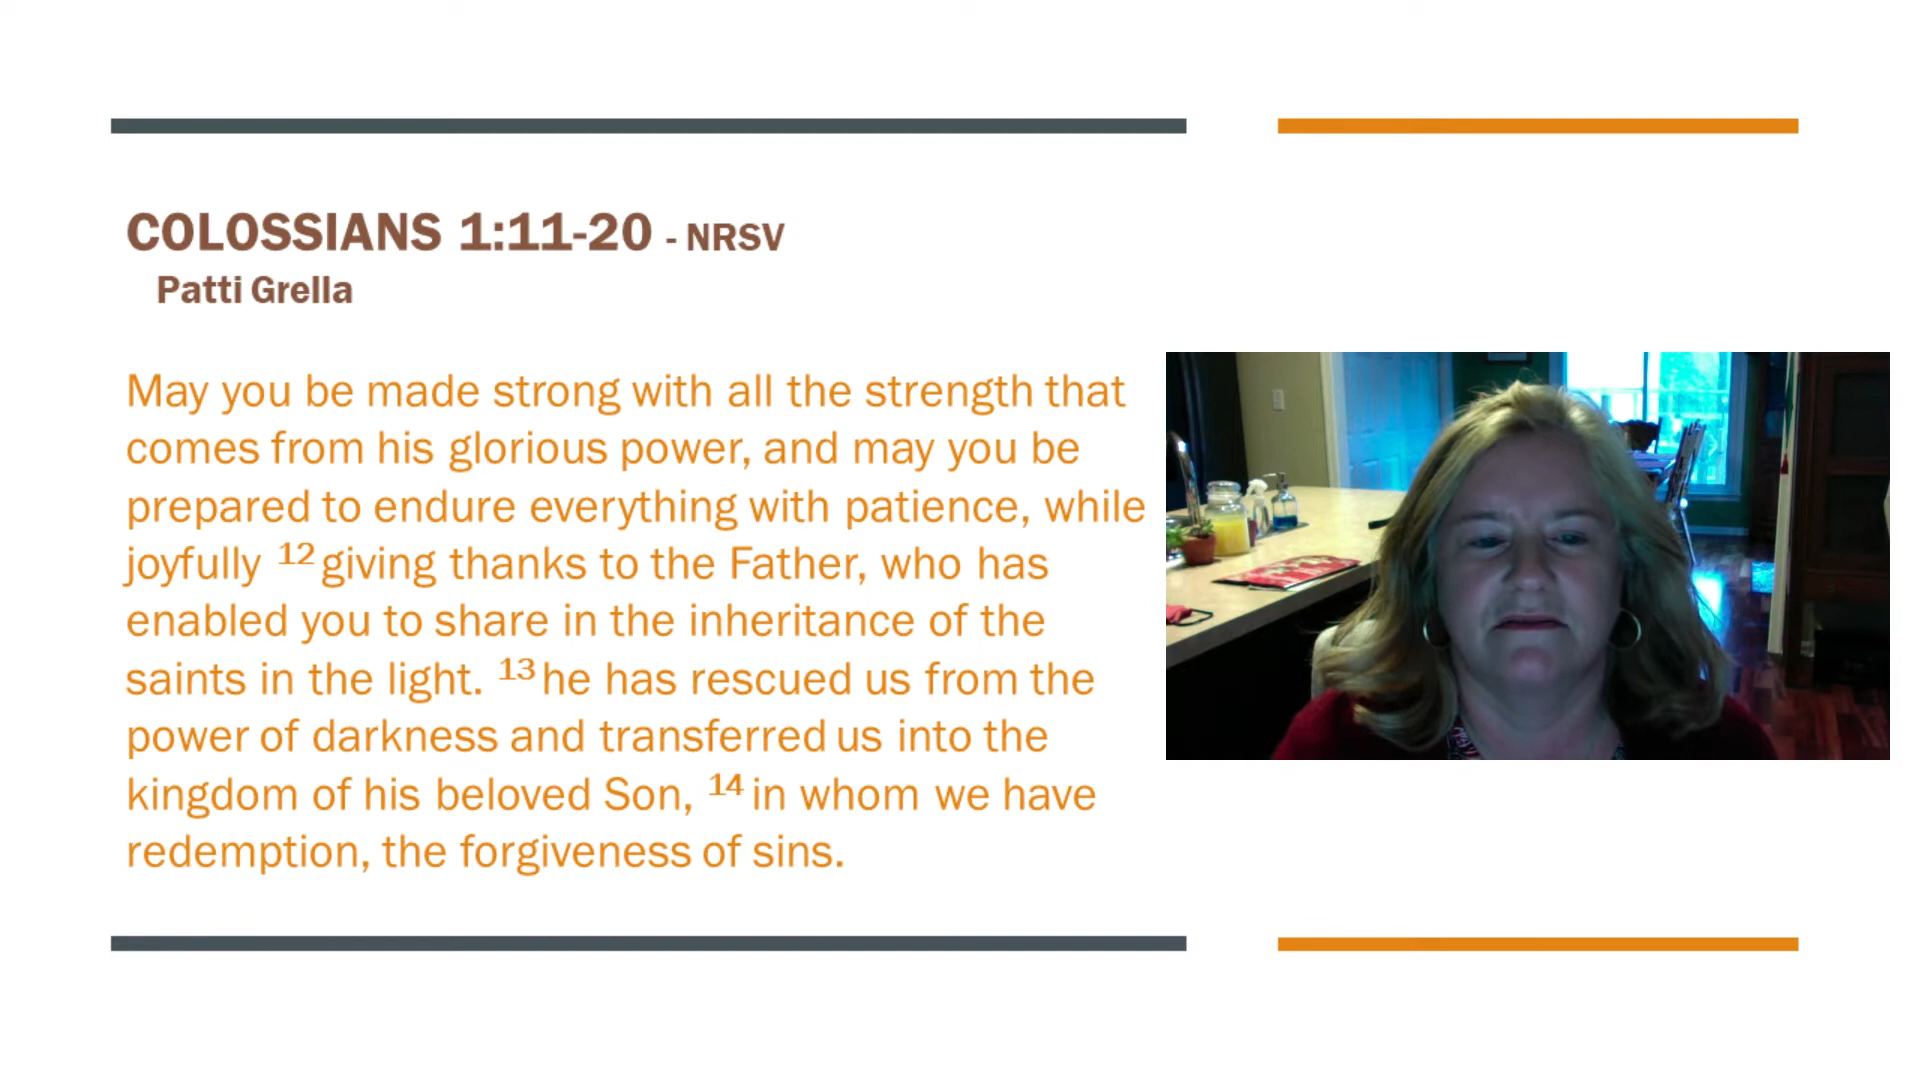 COLOSSIANS 1:11-20 - NRSV
Patti Grella
May you be made strong with all the strength that
comes from his glorious power, and may you be
prepared to endure everything with patience, while
joyfully 12 giving thanks to the Father, who has
enabled you to share in the inheritance of the
saints in the light. 13 he has rescued us from the
power of darkness and transferred us into the
kingdom of his beloved Son, 14 in whom we have
redemption, the forgiveness of sins.